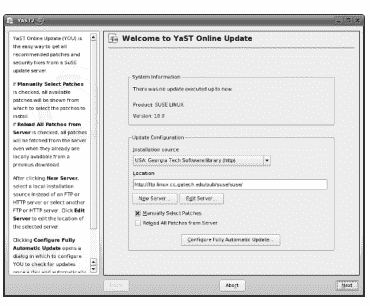 YaST2
YaST Online Update (YOU) is
the easy way to get all
recommended patches and
security fixes from a SuSE
update server.
If Manually Select Patches
is checked, all available
patches will be shown from
which to select the patches to
install.
If Reload All Patches from
Server is checked, all patches
will be fetched from the server
even when they already are
locally available from a
previous download.
After clicking New Server,
select a local installation
source instead of an FTP or
HTTP server or select another
FTP or HTTP server. Click Edit
Server to edit the location of
the selected server.
Clicking Configure Fully
Automatic Update opens a
dialog in which to configure
YOU to check for updates
Welcome to YaST Online Update
System Information
There was no update executed up to now.
Product: SUSE LINUX
Version: 10.0
Update Configuration
Installation source
USA: Georgia Tech Software library (http)
Location
http://ftp.linux.cc.gatech.edu/pub/suse/suse/
New Server...
Edit Server...
Manually Select Patches
Reload All Patches from Server
Configure Fully Automatic Update...
Abort
Next